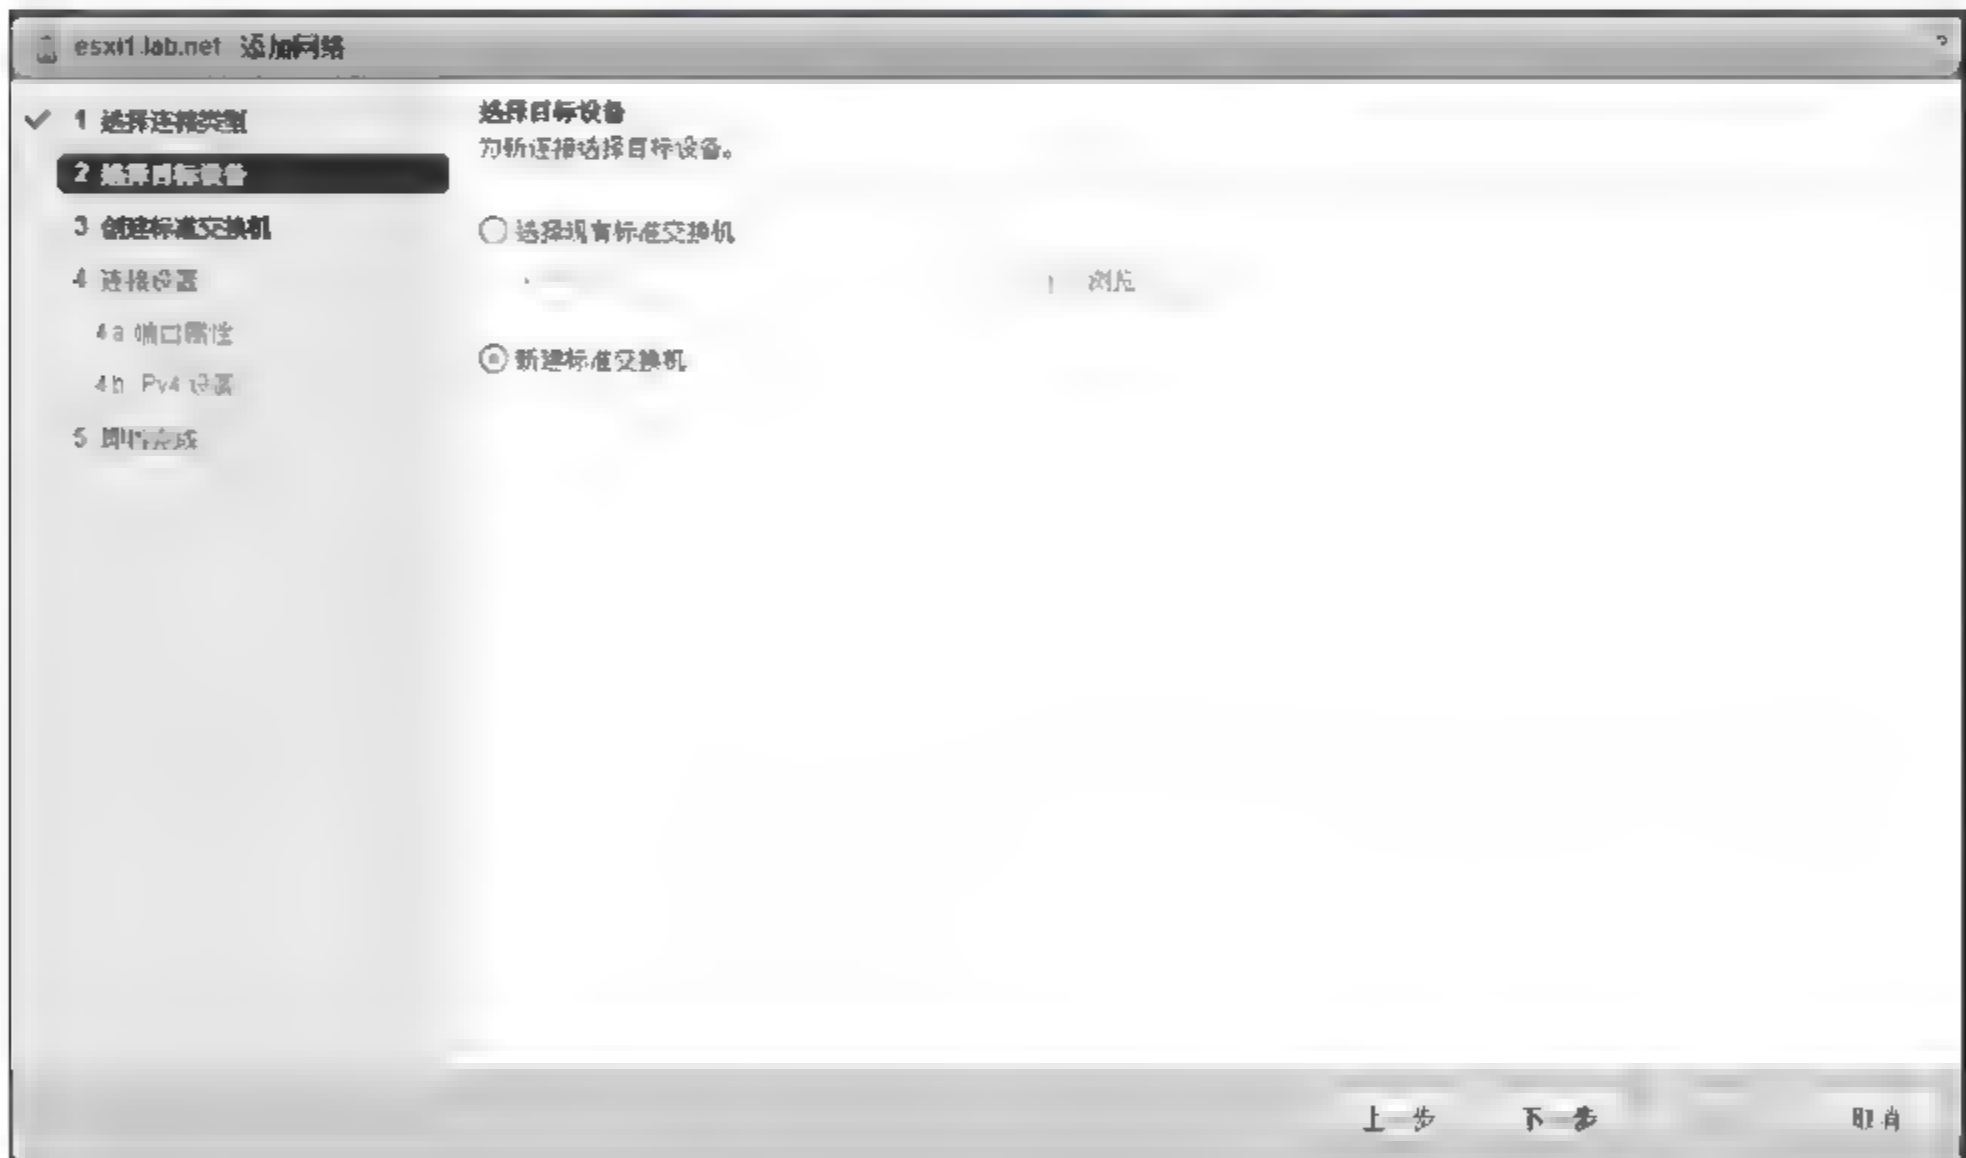 esxi1.lab.net 添加网络
1 选择连接类型
2 选择目标设备
3 创建标准交换机
4 连接设置
4a 端口属性
4b IPv4 设置
5 即将完成
选择目标设备
为新连接选择目标设备。
选择现有标准交换机
浏览
新建标准交换机
上一步 下一步 取消